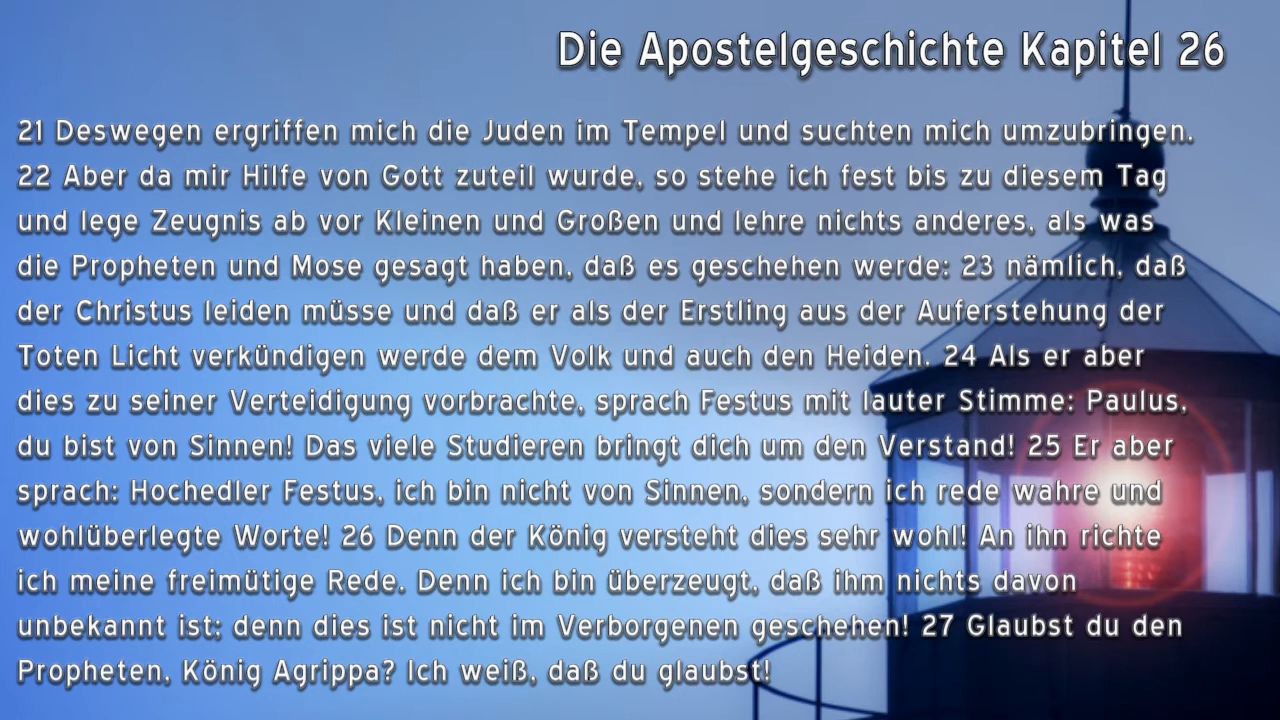 Die Apostelgeschichte Kapitel 26
21 Deswegen ergriffen mich die Juden im Tempel und suchten mich umzubringen.
22 Aber da mir Hilfe von Gott zuteil wurde, so stehe ich fest bis zu diesem Tag
und lege Zeugnis ab vor Kleinen und Großen und lehre nichts anderes, als was
die Propheten und Mose gesagt haben, daß es geschehen werde: 23 nämlich, daß
der Christus leiden müsse und daß er als der Erstling aus der Auferstehung der
Toten Licht verkündigen werde dem Volk und auch den Heiden. 24 Als er aber
dies zu seiner Verteidigung vorbrachte, sprach Festus mit lauter Stimme: Paulus,
du bist von Sinnen! Das viele Studieren bringt dich um den Verstand! 25 Er aber
sprach: Hochedler Festus, ich bin nicht von Sinnen, sondern ich rede wahre und
wohlüberlegte Worte! 26 Denn der König versteht dies sehr wohl! An ihn richte
ich meine freimütige Rede. Denn ich bin überzeugt, daß ihm nichts davon
unbekannt ist; denn dies ist nicht im Verborgenen geschehen! 27 Glaubst du den
Propheten, König Agrippa? Ich weiß, daß du glaubst!